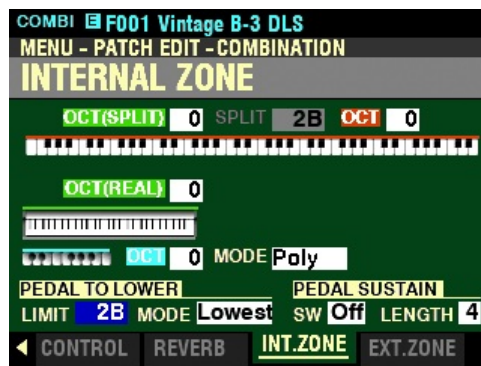 COMBI E F001 Vintage B-3 DLS
MENU - PATCH EDIT - COMBINATION
INTERNAL ZONE
OCT(SPLIT) 0 SPLIT 2B OCT 0
OCT(REAL) 0
OCT 0 MODE Poly
PEDAL TO LOWER PEDAL SUSTAIN
LIMIT 2B MODE Lowest SW Off LENGTH 4
CONTROL REVERB INT.ZONE EXT.ZONE